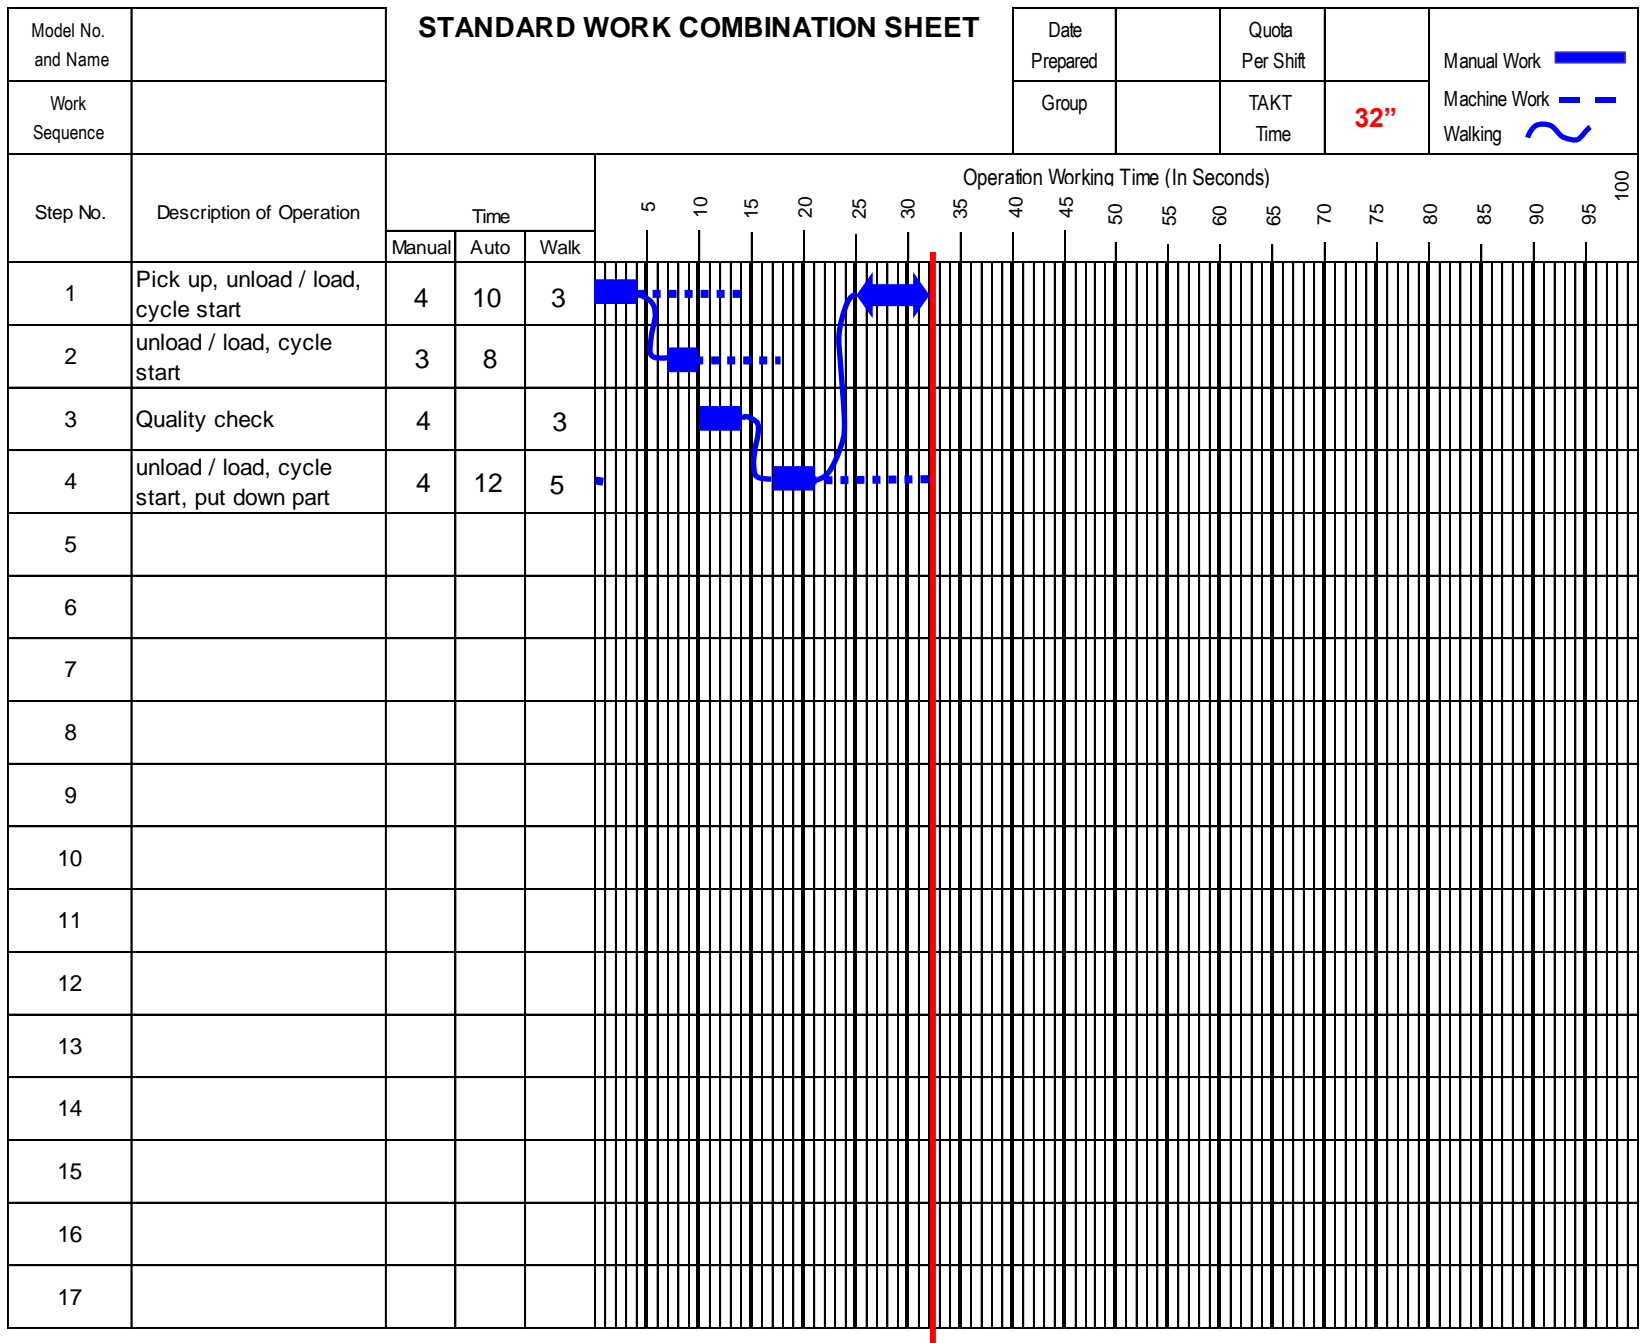 Model No.
and Name
STANDARD WORK COMBINATION SHEET
Date
Prepared
Quota
Per Shift
Manual Work
Work
Sequence
Group
TAKT
Time
32”
Machine Work
Walking
Step No.
Description of Operation
Time
Manual Auto Walk
Operation Working Time (In Seconds)
5 10 15 20 25 30 35 40 45 50 55 60 65 70 75 80 85 90 95 100
1
Pick up, unload / load,
cycle start
4 10 3
2
unload / load, cycle
start
3 8
3
Quality check
4 3
4
unload / load, cycle
start, put down part
4 12 5
5
6
7
8
9
10
11
12
13
14
15
16
17